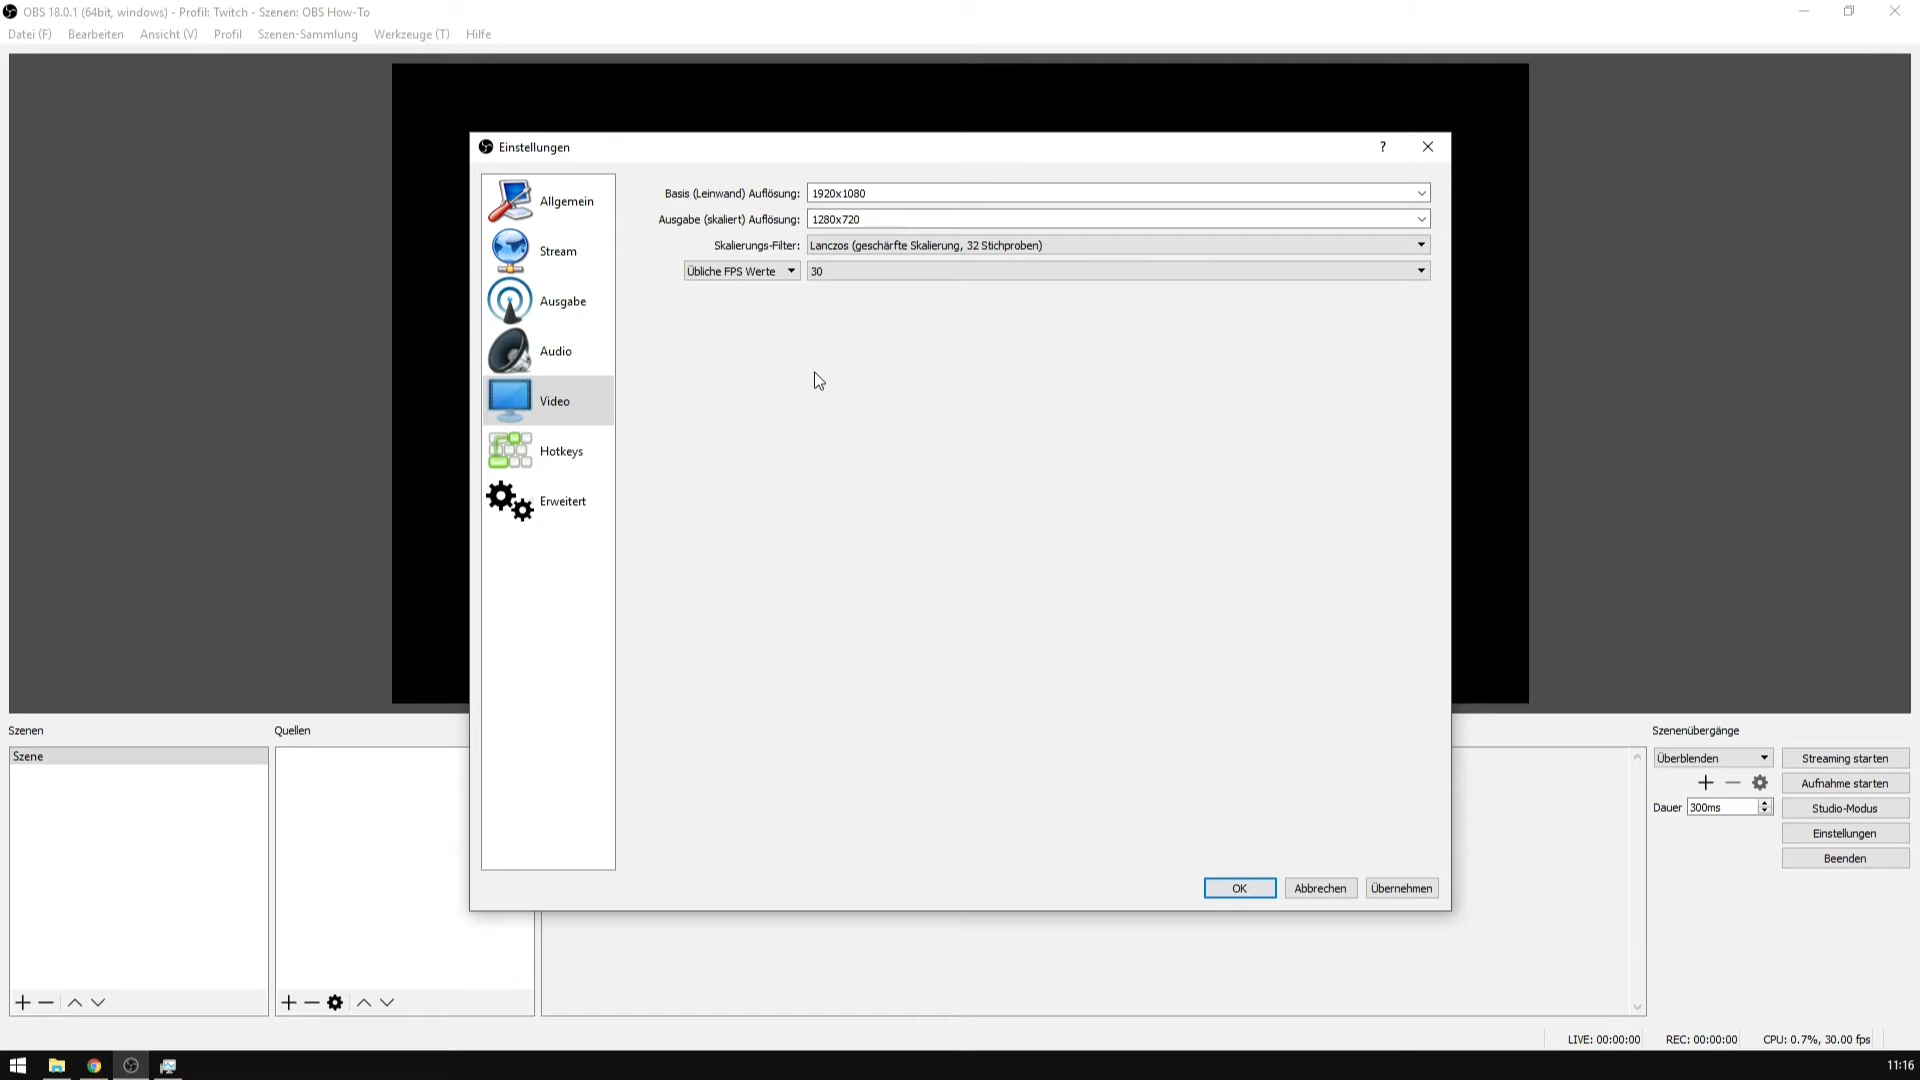 OBS 18.0.1 (64bit, windows) - Profil: Twitch - Szenen: OBS How-To
Datei (F) Bearbeiten Ansicht (V) Profil Szenen-Sammlung Werkzeuge (T) Hilfe
Einstellungen
?
Allgemein
Stream
Ausgabe
Audio
Video
Hotkeys
Erweitert
Basis (Leinwand) Auflösung: 1920x1080
Ausgabe (skaliert) Auflösung: 1280x720
Skalierungs-Filter: Lanczos (geschärfte Skalierung, 32 Stichproben)
Übliche FPS Werte 30
OK Abbrechen Übernehmen
Szenen
Szene
Quellen
Szenenübergänge
Überblenden
Dauer 300ms
Streaming starten
Aufnahme starten
Studio-Modus
Einstellungen
Beenden
LIVE: 00:00:00 REC: 00:00:00 CPU: 0.7%, 30.00 fps
11:16